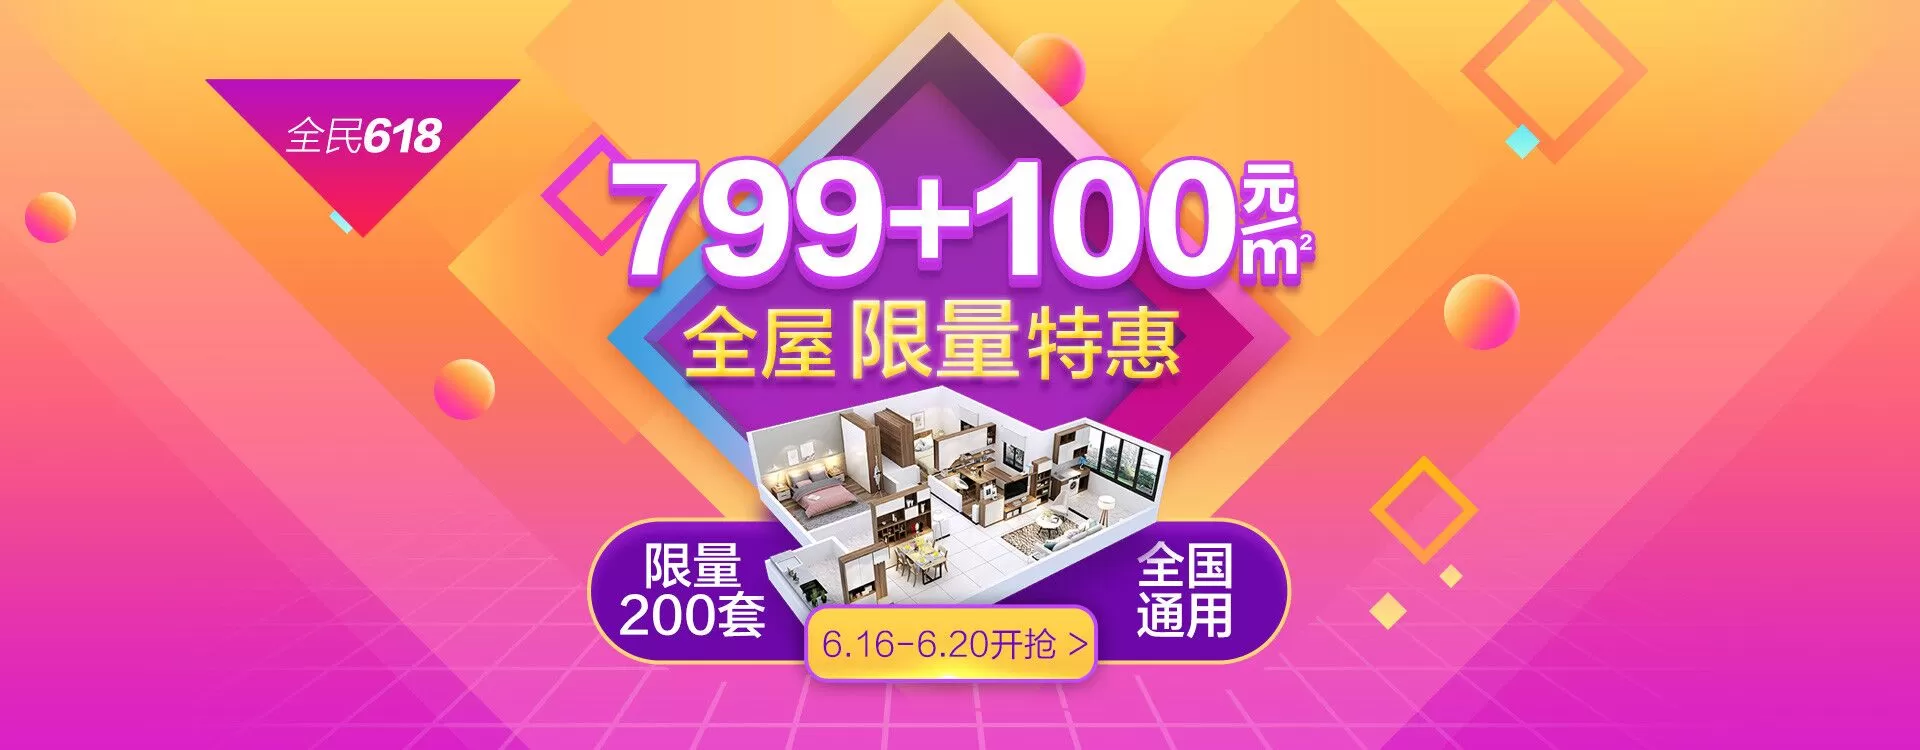 全民618
799+100元/m²
全屋限量特惠
限量
200套
全国
通用
6.16-6.20开抢 >